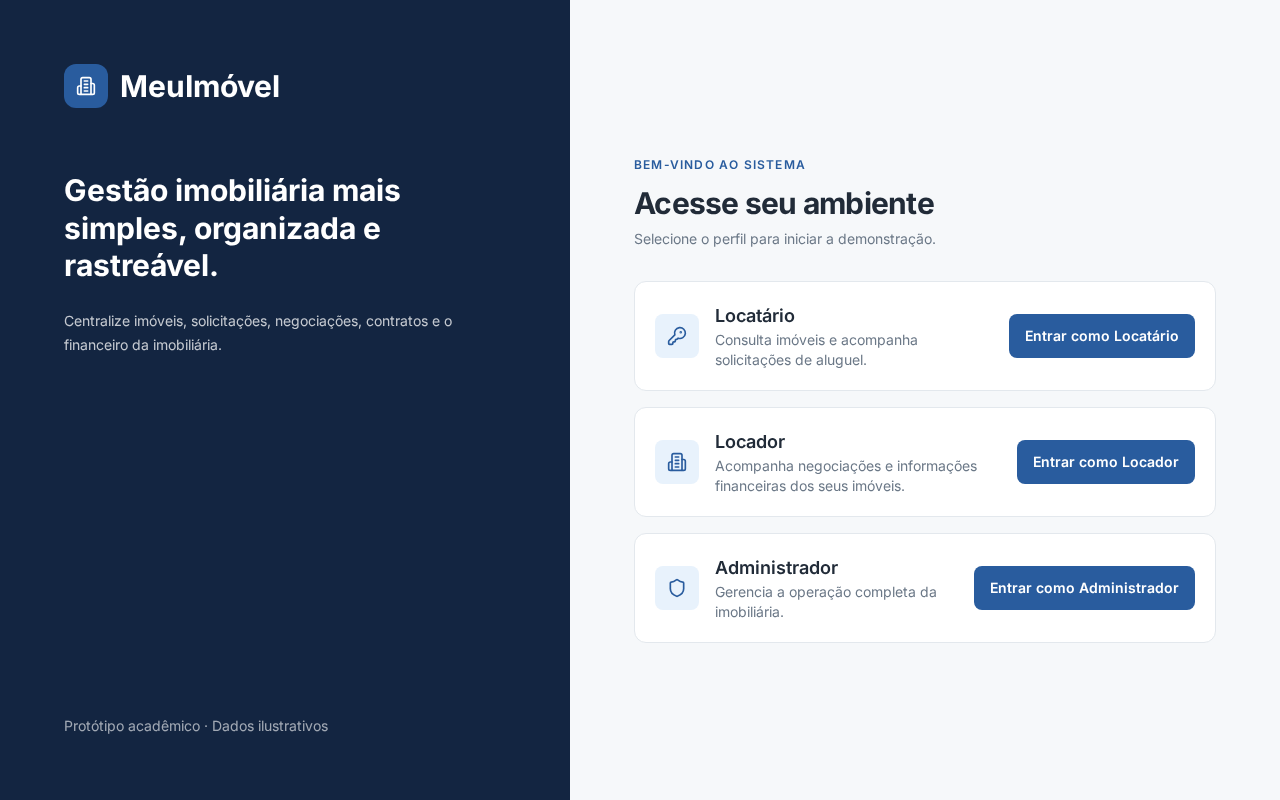 MeuImóvel
Gestão imobiliária mais
simples, organizada e
rastreável.
Centralize imóveis, solicitações, negociações, contratos e o
financeiro da imobiliária.
Protótipo acadêmico · Dados ilustrativos
BEM-VINDO AO SISTEMA
Acesse seu ambiente
Selecione o perfil para iniciar a demonstração.
Locatário
Consulta imóveis e acompanha
solicitações de aluguel.
Entrar como Locatário
Locador
Acompanha negociações e informações
financeiras dos seus imóveis.
Entrar como Locador
Administrador
Gerencia a operação completa da
imobiliária.
Entrar como Administrador